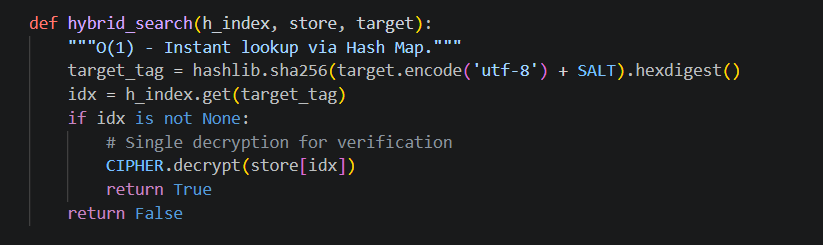 def hybrid_search(h_index, store, target):
    """O(1) - Instant lookup via Hash Map."""
    target_tag = hashlib.sha256(target.encode('utf-8') + SALT).hexdigest()
    idx = h_index.get(target_tag)
    if idx is not None:
        # Single decryption for verification
        CIPHER.decrypt(store[idx])
        return True
    return False